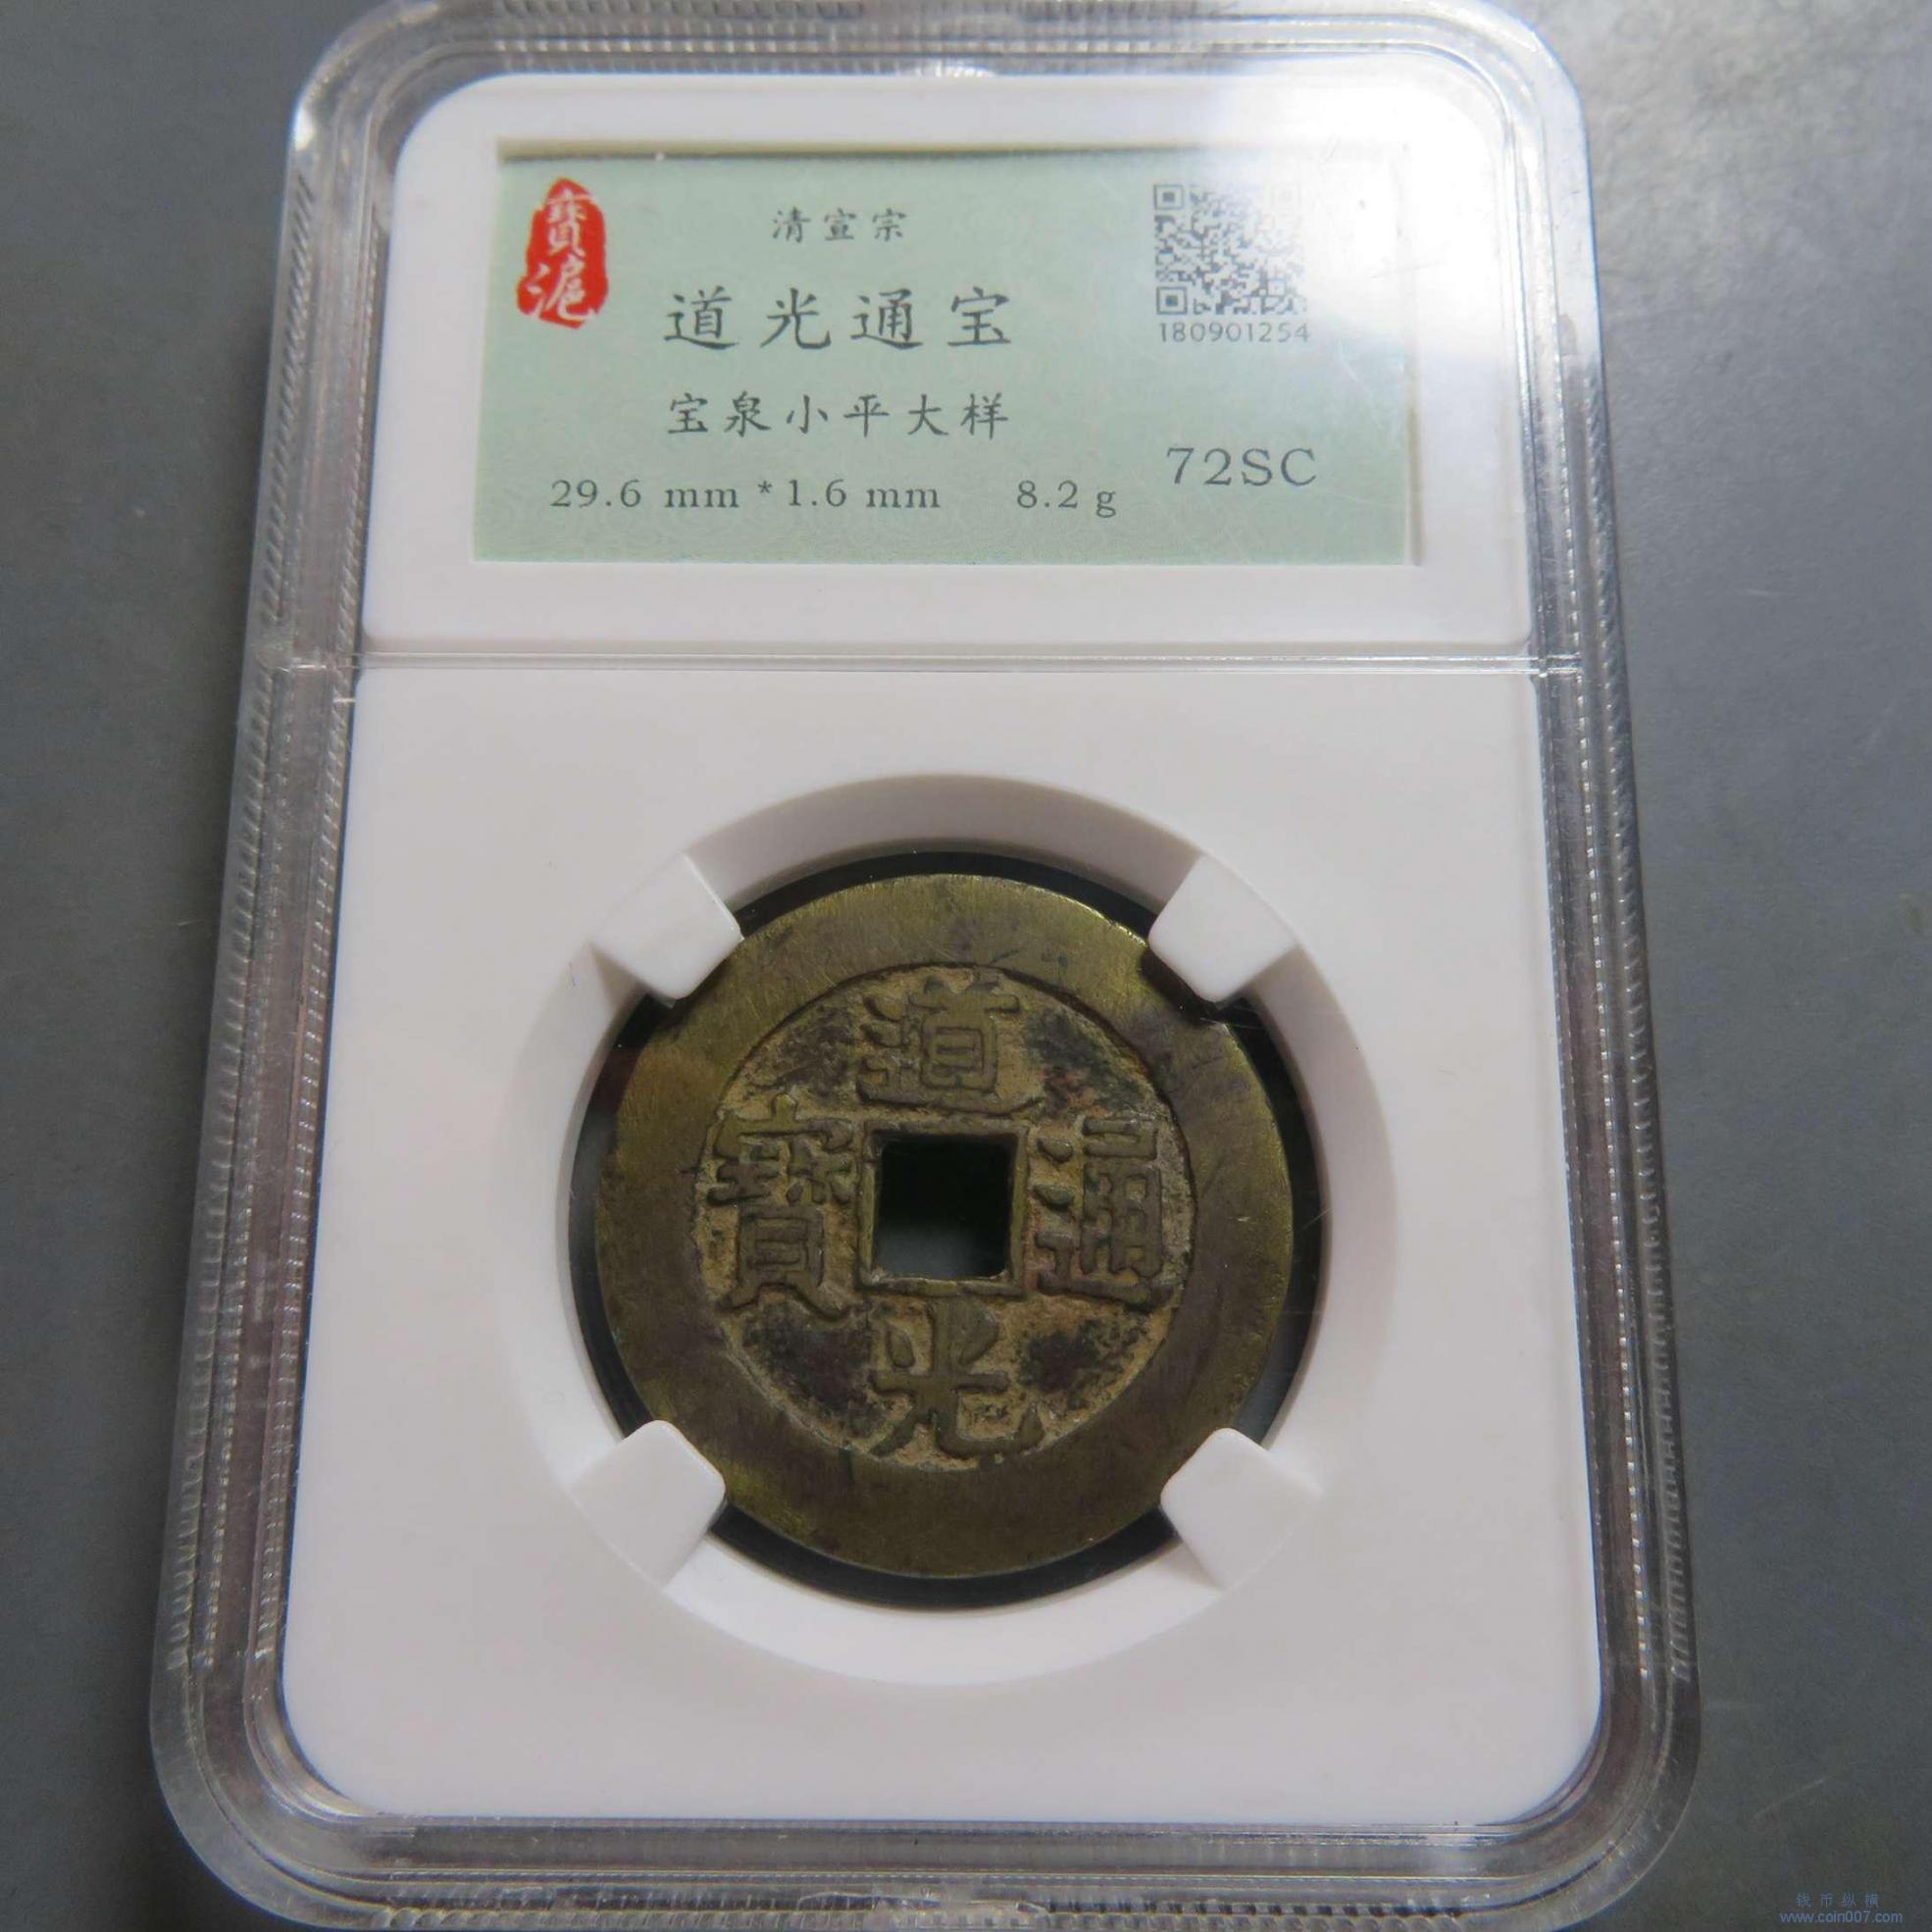 寶滬
清宣宗
道光通宝
180901254
宝泉小平大样
72SC
29.6 mm * 1.6 mm 8.2 g
道光通寶
钱币纵横
www.coin007.com